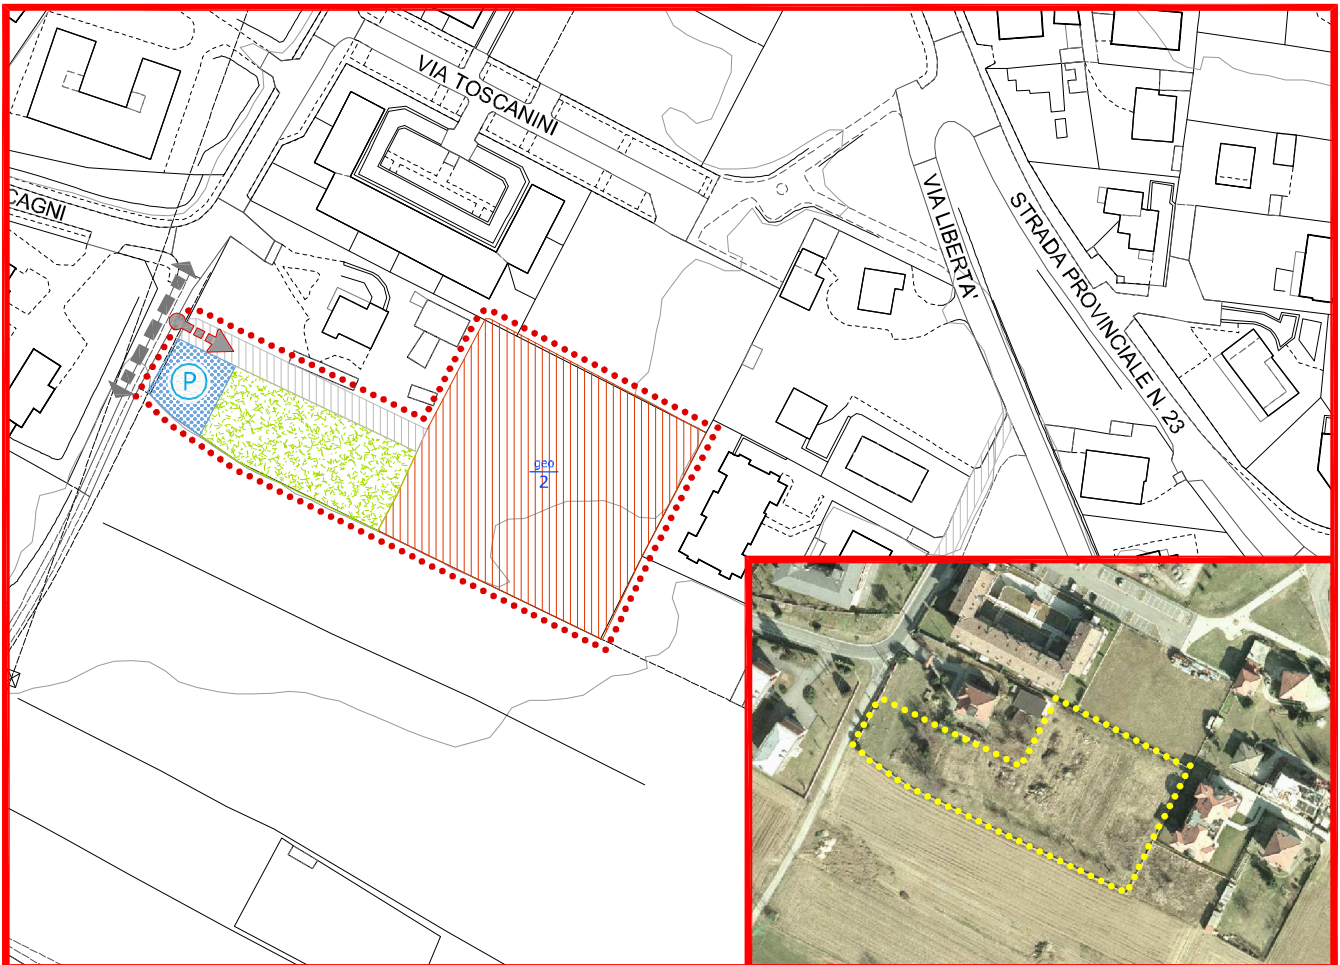 VIA TOSCANINI
CAGNI
VIA LIBERTA'
STRADA PROVINCIALE N. 23
P
geo
2